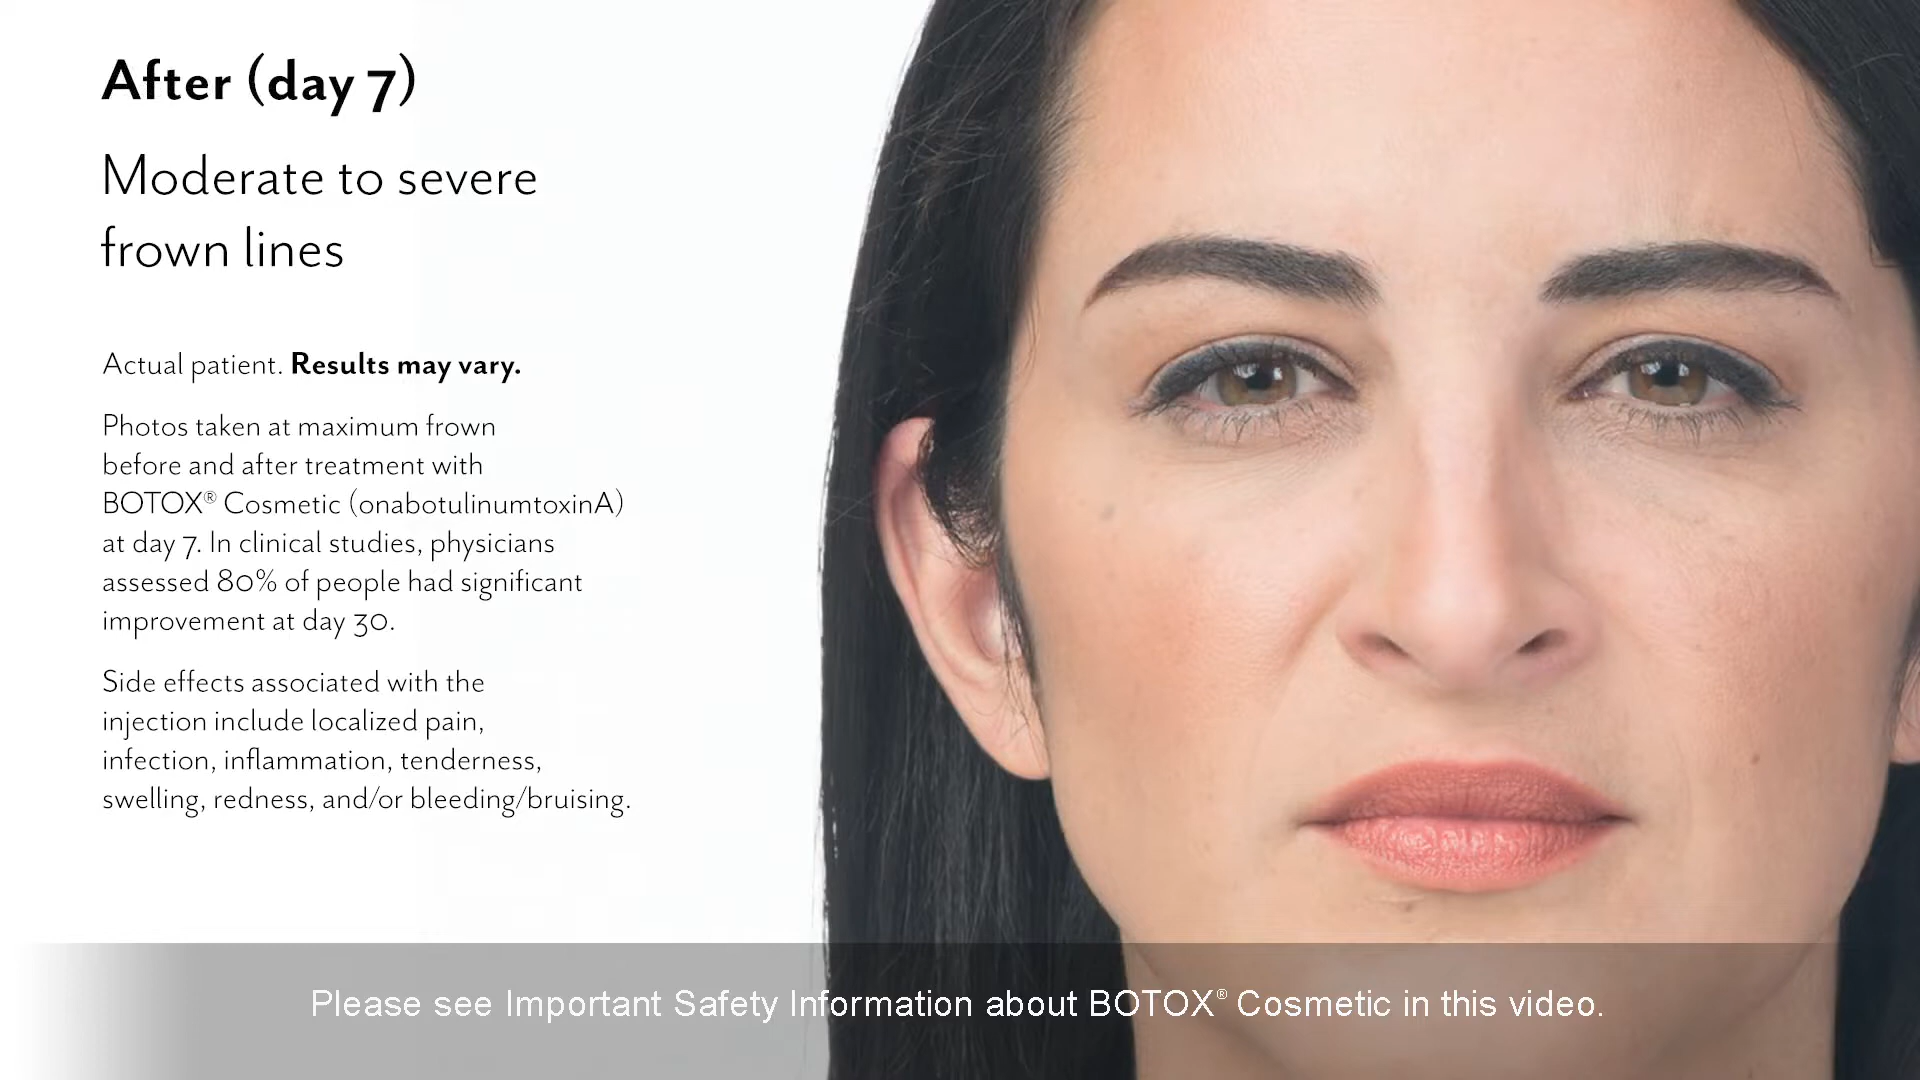 After (day 7)
Moderate to severe
frown lines
Actual patient. Results may vary.
Photos taken at maximum frown
before and after treatment with
BOTOX® Cosmetic (onabotulinumtoxinA)
at day 7. In clinical studies, physicians
assessed 80% of people had significant
improvement at day 30.
Side effects associated with the
injection include localized pain,
infection, inflammation, tenderness,
swelling, redness, and/or bleeding/bruising.
Please see Important Safety Information about BOTOX® Cosmetic in this video.